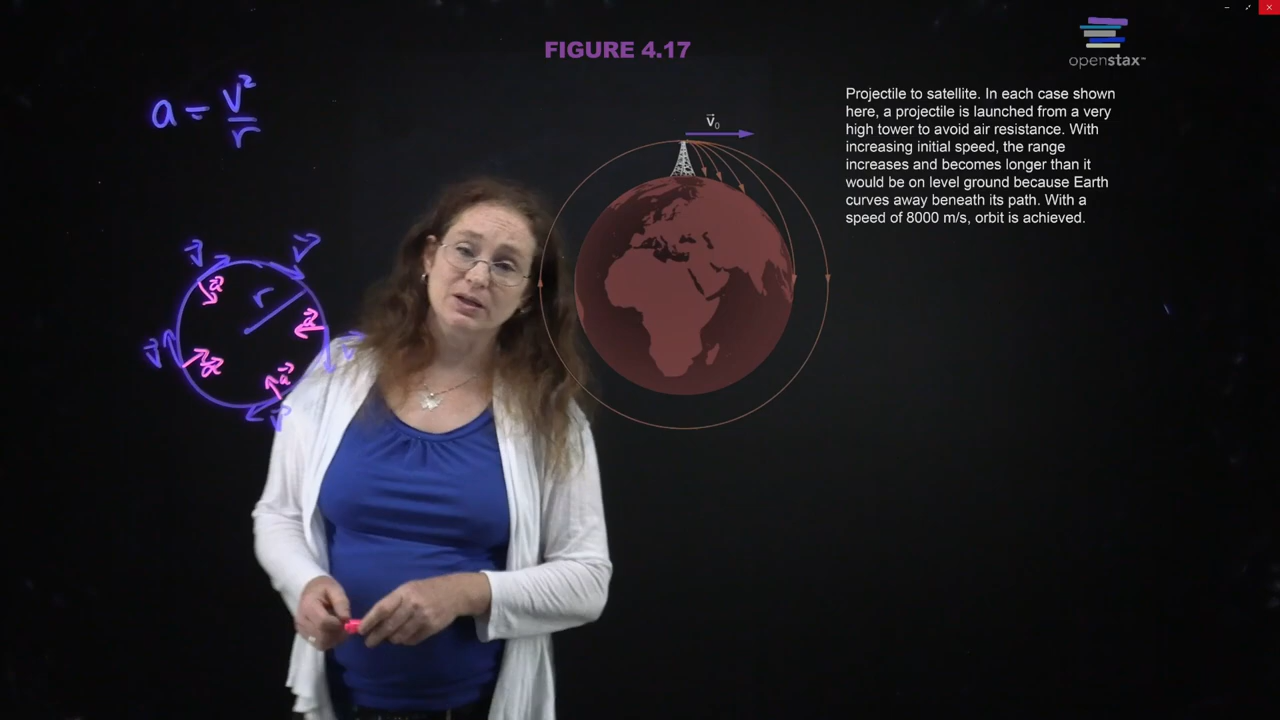 FIGURE 4.17
openstax™
a = v²/r
v⃗₀
Projectile to satellite. In each case shown
here, a projectile is launched from a very
high tower to avoid air resistance. With
increasing initial speed, the range
increases and becomes longer than it
would be on level ground because Earth
curves away beneath its path. With a
speed of 8000 m/s, orbit is achieved.
v⃗
v⃗
a⃗
r
a⃗
v⃗
v⃗
a⃗
a⃗
v⃗